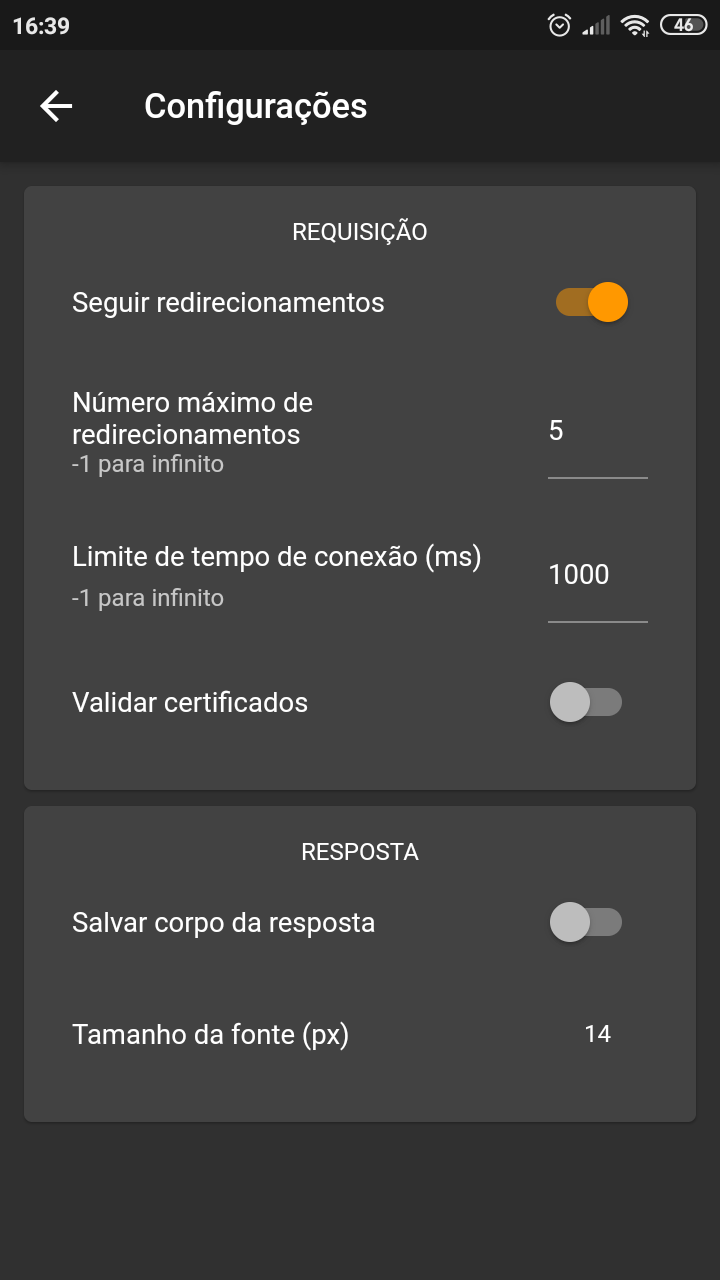 16:39
46
Configurações
REQUISIÇÃO
Seguir redirecionamentos
Número máximo de
redirecionamentos
-1 para infinito
5
Limite de tempo de conexão (ms)
-1 para infinito
1000
Validar certificados
RESPOSTA
Salvar corpo da resposta
Tamanho da fonte (px)
14